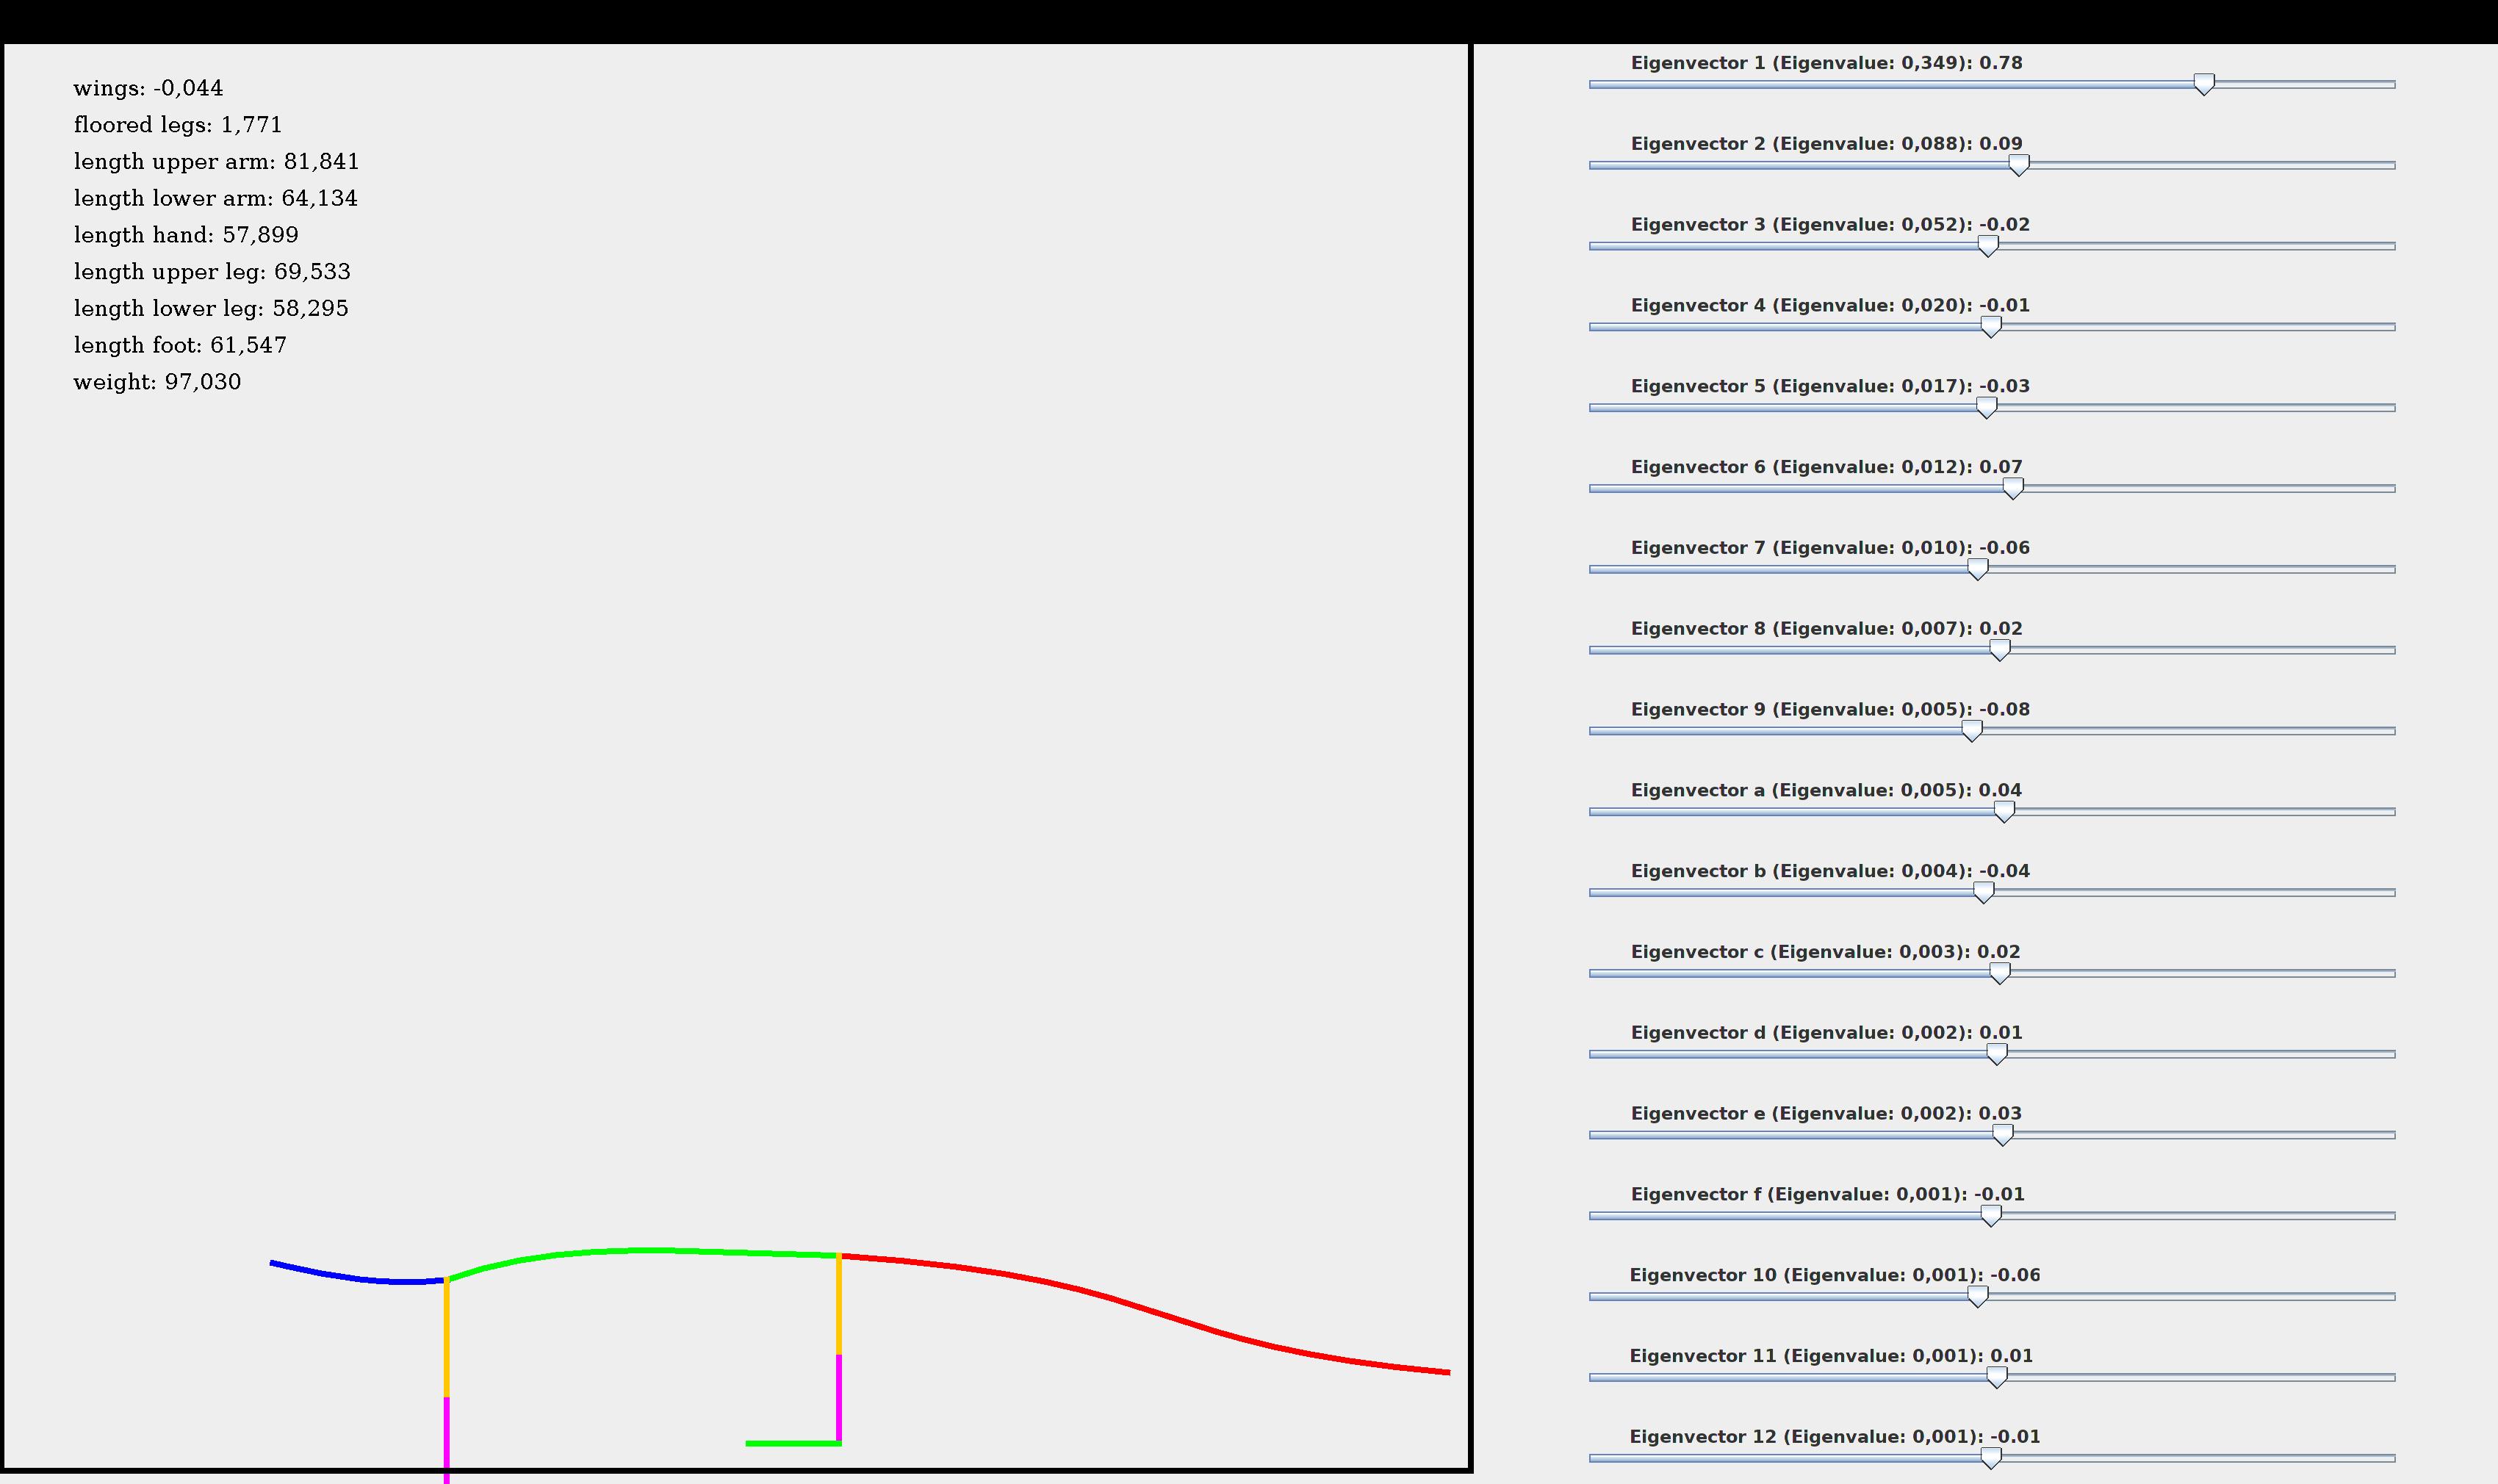 wings: -0,044
floored legs: 1,771
length upper arm: 81,841
length lower arm: 64,134
length hand: 57,899
length upper leg: 69,533
length lower leg: 58,295
length foot: 61,547
weight: 97,030
Eigenvector 1 (Eigenvalue: 0,349): 0.78
Eigenvector 2 (Eigenvalue: 0,088): 0.09
Eigenvector 3 (Eigenvalue: 0,052): -0.02
Eigenvector 4 (Eigenvalue: 0,020): -0.01
Eigenvector 5 (Eigenvalue: 0,017): -0.03
Eigenvector 6 (Eigenvalue: 0,012): 0.07
Eigenvector 7 (Eigenvalue: 0,010): -0.06
Eigenvector 8 (Eigenvalue: 0,007): 0.02
Eigenvector 9 (Eigenvalue: 0,005): -0.08
Eigenvector a (Eigenvalue: 0,005): 0.04
Eigenvector b (Eigenvalue: 0,004): -0.04
Eigenvector c (Eigenvalue: 0,003): 0.02
Eigenvector d (Eigenvalue: 0,002): 0.01
Eigenvector e (Eigenvalue: 0,002): 0.03
Eigenvector f (Eigenvalue: 0,001): -0.01
Eigenvector 10 (Eigenvalue: 0,001): -0.06
Eigenvector 11 (Eigenvalue: 0,001): 0.01
Eigenvector 12 (Eigenvalue: 0,001): -0.01